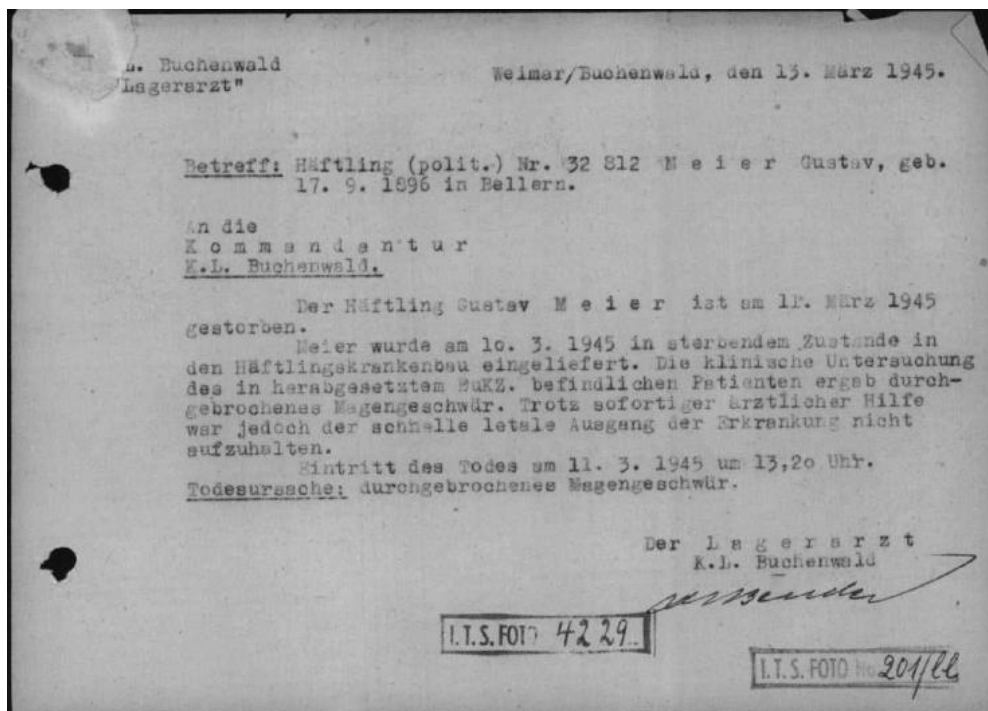 K.L. Buchenwald
"Lagerarzt"
Weimar/Buchenwald, den 13. März 1945.
Betreff: Häftling (polit.) Nr. 32 812 M e i e r Gustav, geb.
17. 9. 1896 in Bellern.
An die
K o m m a n d a n t u r
K.L. Buchenwald.
Der Häftling Gustav M e i e r ist am 11. März 1945
gestorben.
Meier wurde am 10. 3. 1945 in sterbendem Zustande in
den Häftlingskrankenbau eingeliefert. Die klinische Untersuchung
des in herabgesetztem KuKZ. befindlichen Patienten ergab durch-
gebrochenes Magengeschwür. Trotz sofortiger ärztlicher Hilfe
war jedoch der schnelle letale Ausgang der Erkrankung nicht
aufzuhalten.
Eintritt des Todes am 11. 3. 1945 um 13,20 Uhr.
Todesursache: durchgebrochenes Magengeschwür.
Der L a g e r a r z t
K.L. Buchenwald
I.T.S. FOTO 4229
I.T.S. FOTO No 201/